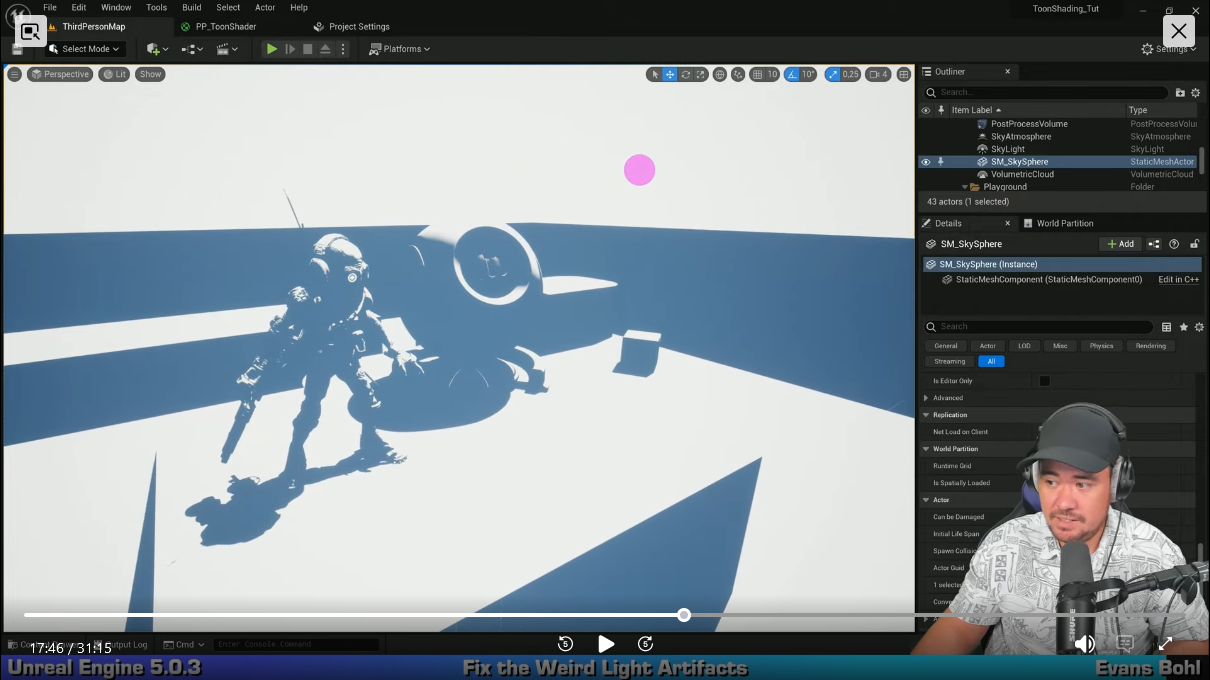 File Edit Window Tools Build Select Actor Help
ToonShading_Tut
ThirdPersonMap PP_ToonShader Project Settings
Select Mode Platforms Settings
Perspective Lit Show 10 10° 0,25 4
Outliner
Search...
Item Label Type
PostProcessVolume PostProcessVolu
SkyAtmosphere SkyAtmosphere
SkyLight SkyLight
SM_SkySphere StaticMeshActor
VolumetricCloud VolumetricCloud
Playground Folder
43 actors (1 selected)
Details World Partition
SM_SkySphere + Add
SM_SkySphere (Instance)
StaticMeshComponent (StaticMeshComponent0) Edit in C++
Search
General Actor LOD Misc Physics Rendering
Streaming All
Is Editor Only
Advanced
Replication
Net Load on Client
World Partition
Runtime Grid
Is Spatially Loaded
Actor
Can be Damaged
Initial Life Span
Spawn Collisio
Actor Guid
1 selected
Conve
Output Log Cmd Enter Console Command
17:46 / 31:15
5 5
SHURE
Unreal Engine 5.0.3 Fix the Weird Light Artifacts Evans Bohl